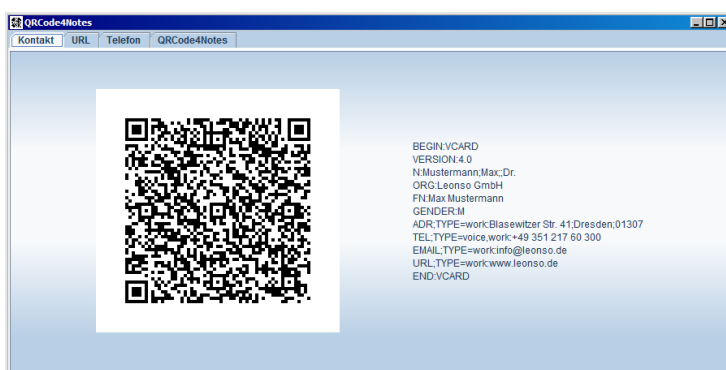 QRCode4Notes
Kontakt URL Telefon QRCode4Notes
BEGIN:VCARD
VERSION:4.0
N:Mustermann;Max;;Dr.
ORG:Leonso GmbH
FN:Max Mustermann
GENDER:M
ADR;TYPE=work:Blasewitzer Str. 41;Dresden;01307
TEL;TYPE=voice,work:+49 351 217 60 300
EMAIL;TYPE=work:info@leonso.de
URL;TYPE=work:www.leonso.de
END:VCARD